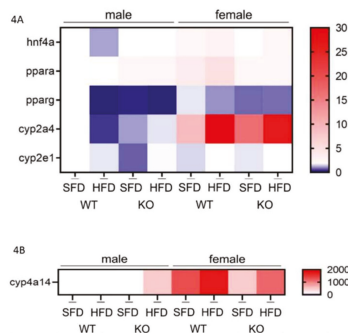 4A
male female
hnf4a
ppara
pparg
cyp2a4
cyp2e1
30
25
20
15
10
5
0
SFD HFD SFD HFD SFD HFD SFD HFD
WT KO WT KO
4B
male female
cyp4a14
2000
1000
0
SFD HFD SFD HFD SFD HFD SFD HFD
WT KO WT KO